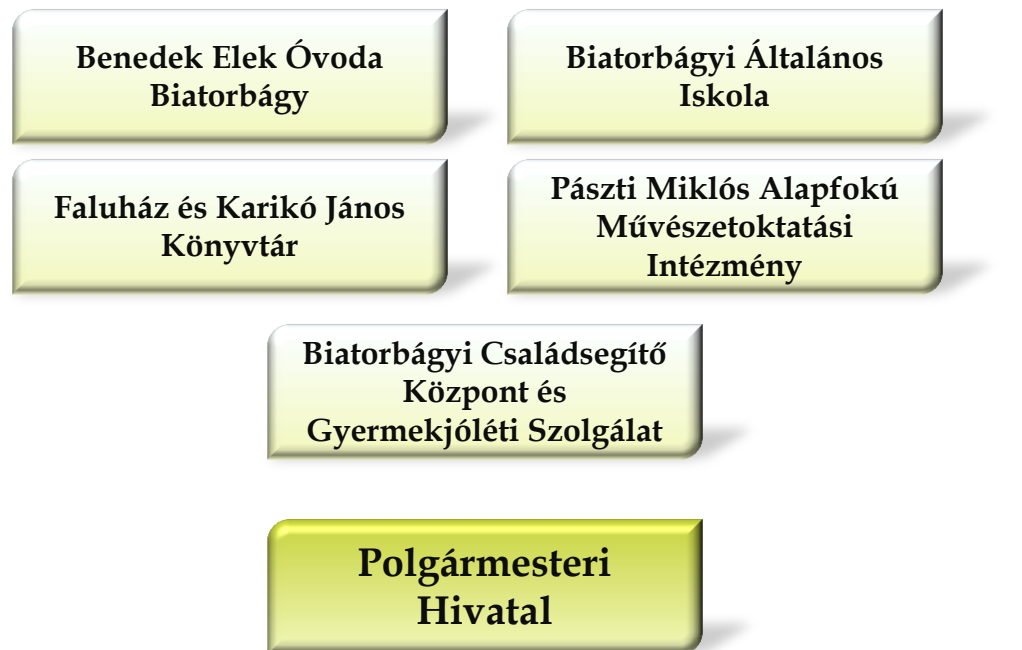 Benedek Elek Óvoda
Biatorbágy
Biatorbágyi Általános
Iskola
Faluház és Karikó János
Könyvtár
Pászti Miklós Alapfokú
Művészetoktatási
Intézmény
Biatorbágyi Családsegítő
Központ és
Gyermekjóléti Szolgálat
Polgármesteri
Hivatal